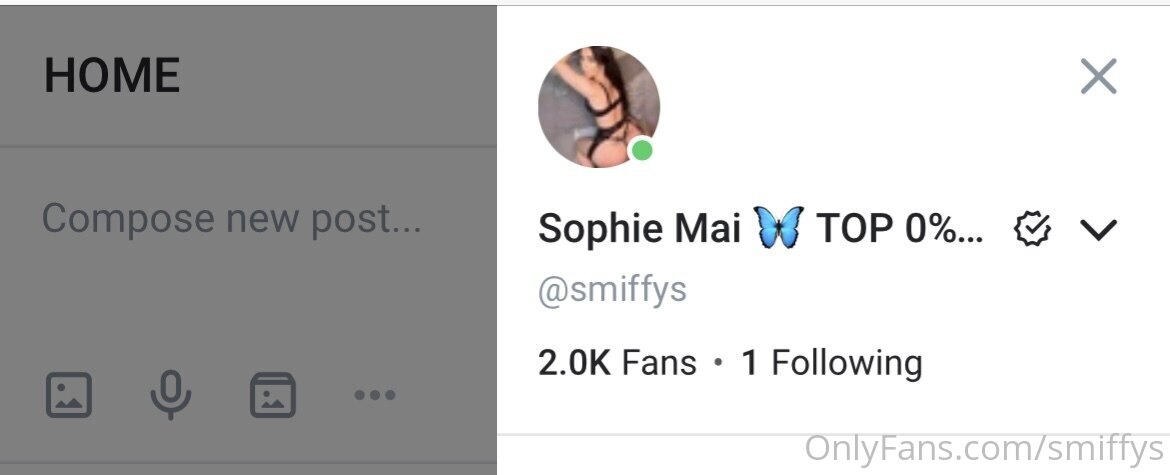 HOME
Compose new post...
Sophie Mai 🦋 TOP 0%...
@smiffys
2.0K Fans • 1 Following
OnlyFans.com/smiffys